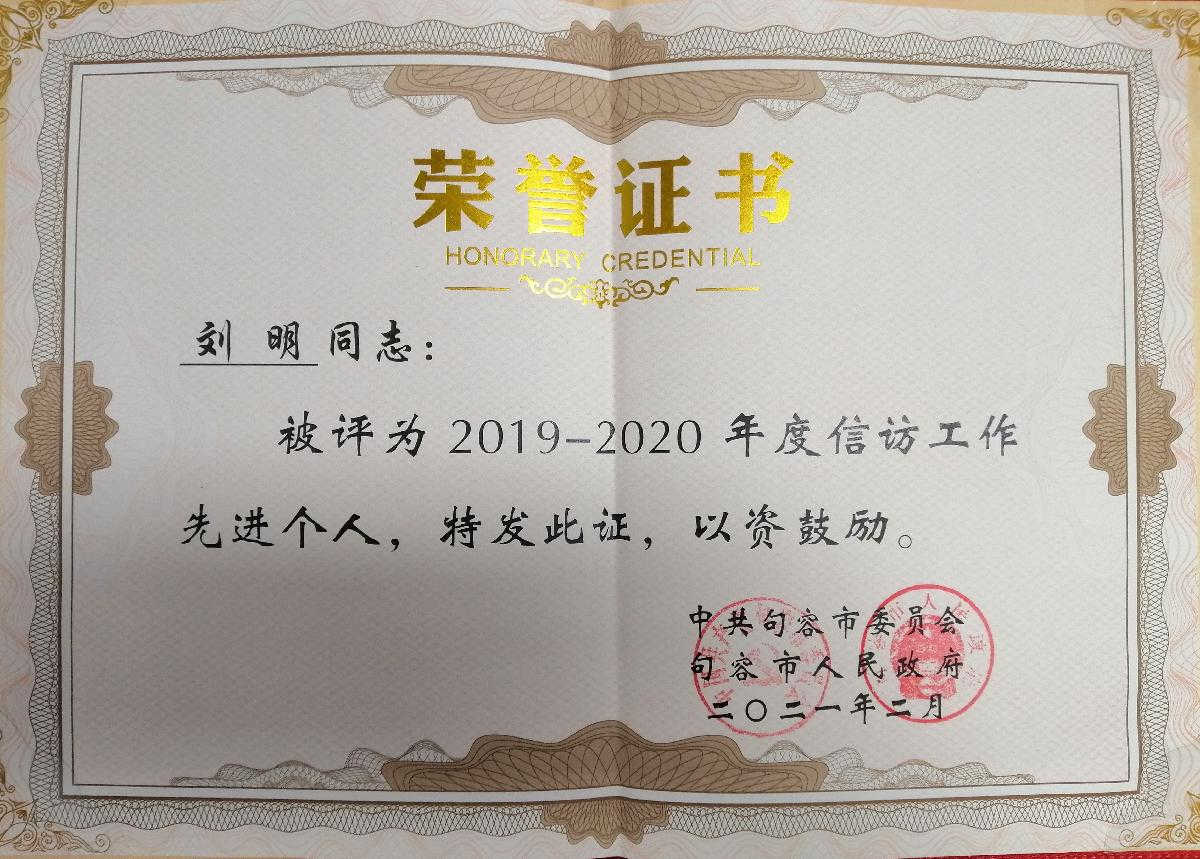 荣誉证书
HONORARY CREDENTIAL
刘明同志：
被评为2019-2020年度信访工作
先进个人，特发此证，以资鼓励。
中共句容市委员会
句容市人民政府
二〇二一年二月